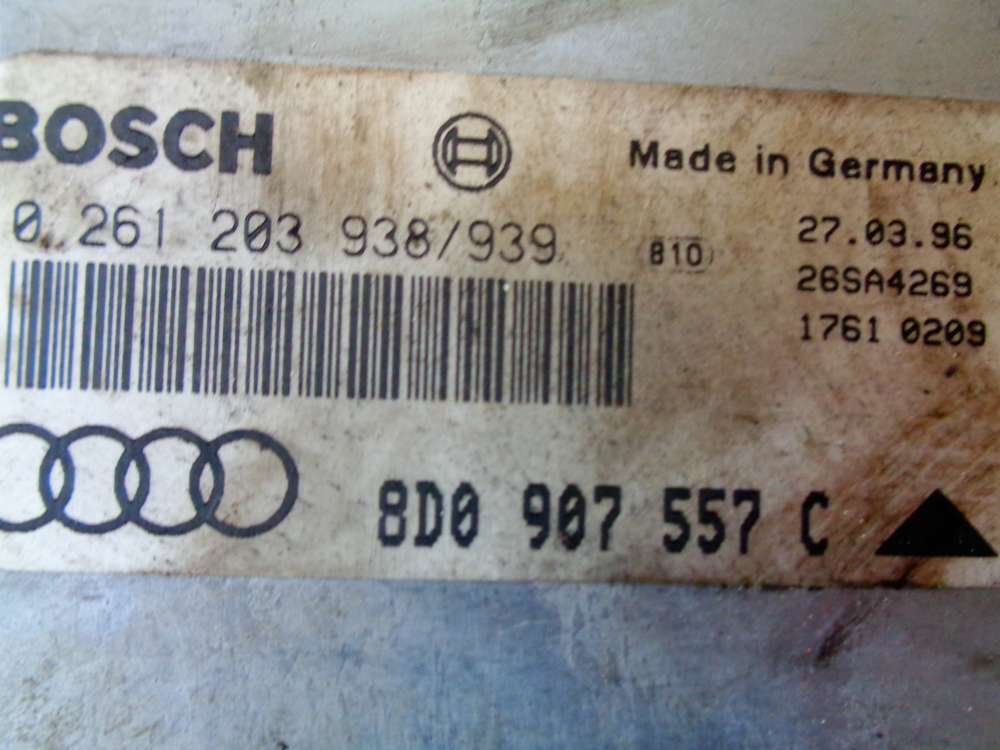 BOSCH
Made in Germany
0 261 203 938/939
810
27.03.96
26SA4269
1761 0209
8D0 907 557 C